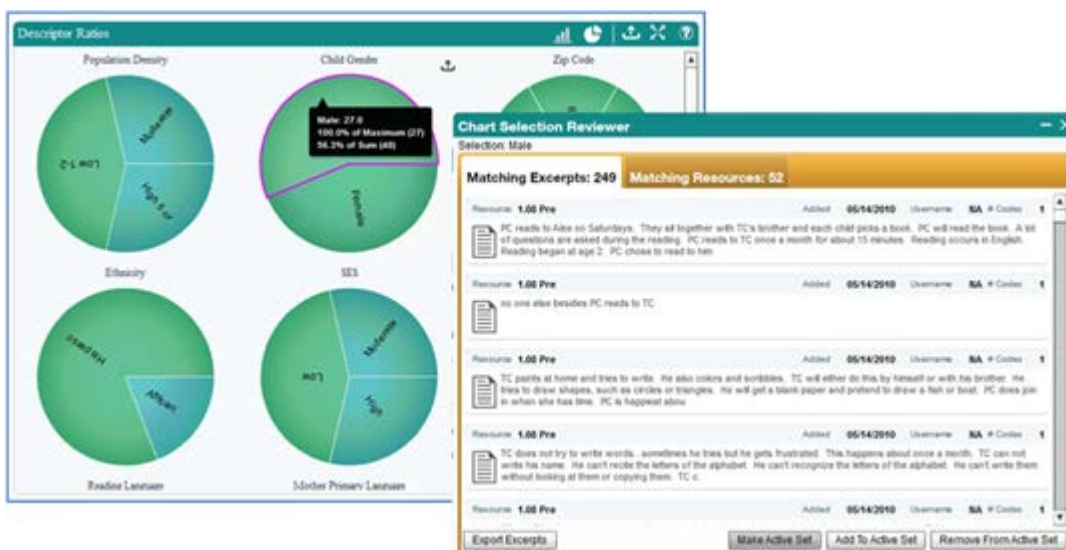 Descriptor Ratios
Population Density
Child Gender
Zip Code
Moderate
Low 1-2
High 5 or
Male: 27.0
100.0% of Maximum (27)
56.3% of Sum (48)
Female
Ethnicity
SES
Hispanic
African
Low
Moderate
High
Reading Language
Mother Primary Language
Chart Selection Reviewer
Selection: Male
Matching Excerpts: 249
Matching Resources: 52
Resource 1.08 Pre Added 05/14/2010 Username NA # Codes 1
PC reads to Alex on Saturdays. They sit together with TC's brother and each child picks a book. PC will read the book. A lot
of questions are asked during the reading. PC reads to TC once a month for about 15 minutes. Reading occurs in English.
Reading began at age 2. PC chose to read to him
Resource 1.08 Pre Added 05/14/2010 Username NA # Codes 1
no one else besides PC reads to TC
Resource 1.08 Pre Added 05/14/2010 Username NA # Codes 1
TC paints at home and tries to write. He also colors and scribbles. TC will either do this by himself or with his brother. He
tries to draw shapes, such as circles or triangles. He will get a blank paper and pretend to draw a fish or boat. PC does join
in when she has time. PC is happiest abou
Resource 1.08 Pre Added 05/14/2010 Username NA # Codes 1
TC does not try to write words.. sometimes he tries but he gets frustrated. This happens about once a month. TC can not
write his name. He can't recite the letters of the alphabet. He can't recognize the letters of the alphabet. He can't write them
without looking at them or copying them. TC c
Resource 1.08 Pre Added 05/14/2010 Username NA # Codes 1
Export Excerpts
Make Active Set
Add To Active Set
Remove From Active Set